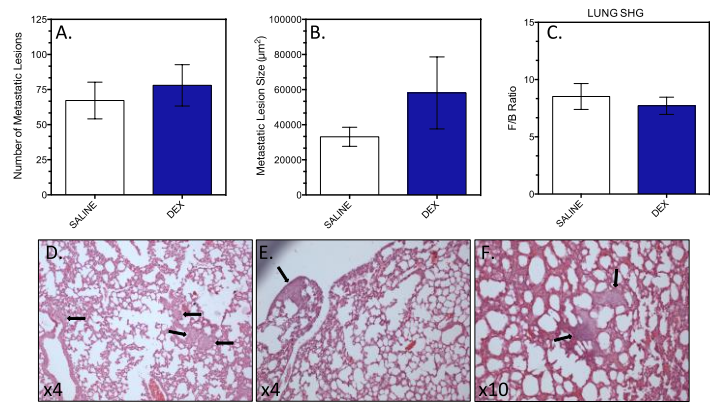 A.
Number of Metastatic Lesions
125
100
75
50
25
0
SALINE
DEX
B.
Metastatic Lesion Size (µm²)
100000
80000
60000
40000
20000
0
SALINE
DEX
LUNG SHG
C.
F/B Ratio
15
10
5
0
SALINE
DEX
D.
x4
E.
x4
F.
x10